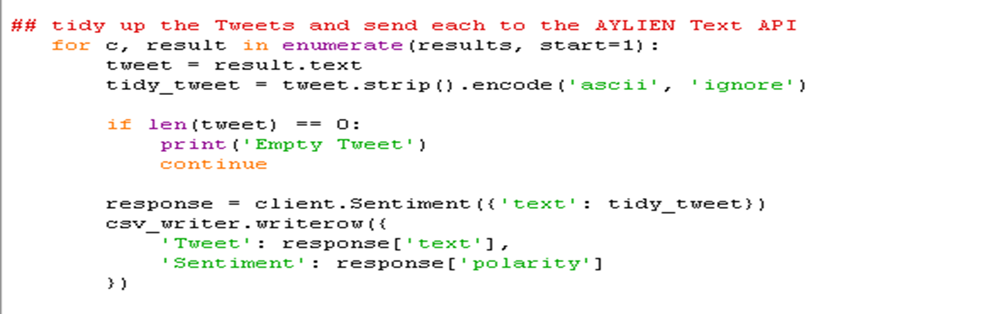 ## tidy up the Tweets and send each to the AYLIEN Text API
for c, result in enumerate(results, start=1):
tweet = result.text
tidy_tweet = tweet.strip().encode('ascii', 'ignore')
if len(tweet) == 0:
print('Empty Tweet')
continue
response = client.Sentiment({'text': tidy_tweet})
csv_writer.writerow({
'Tweet': response['text'],
'Sentiment': response['polarity']
})